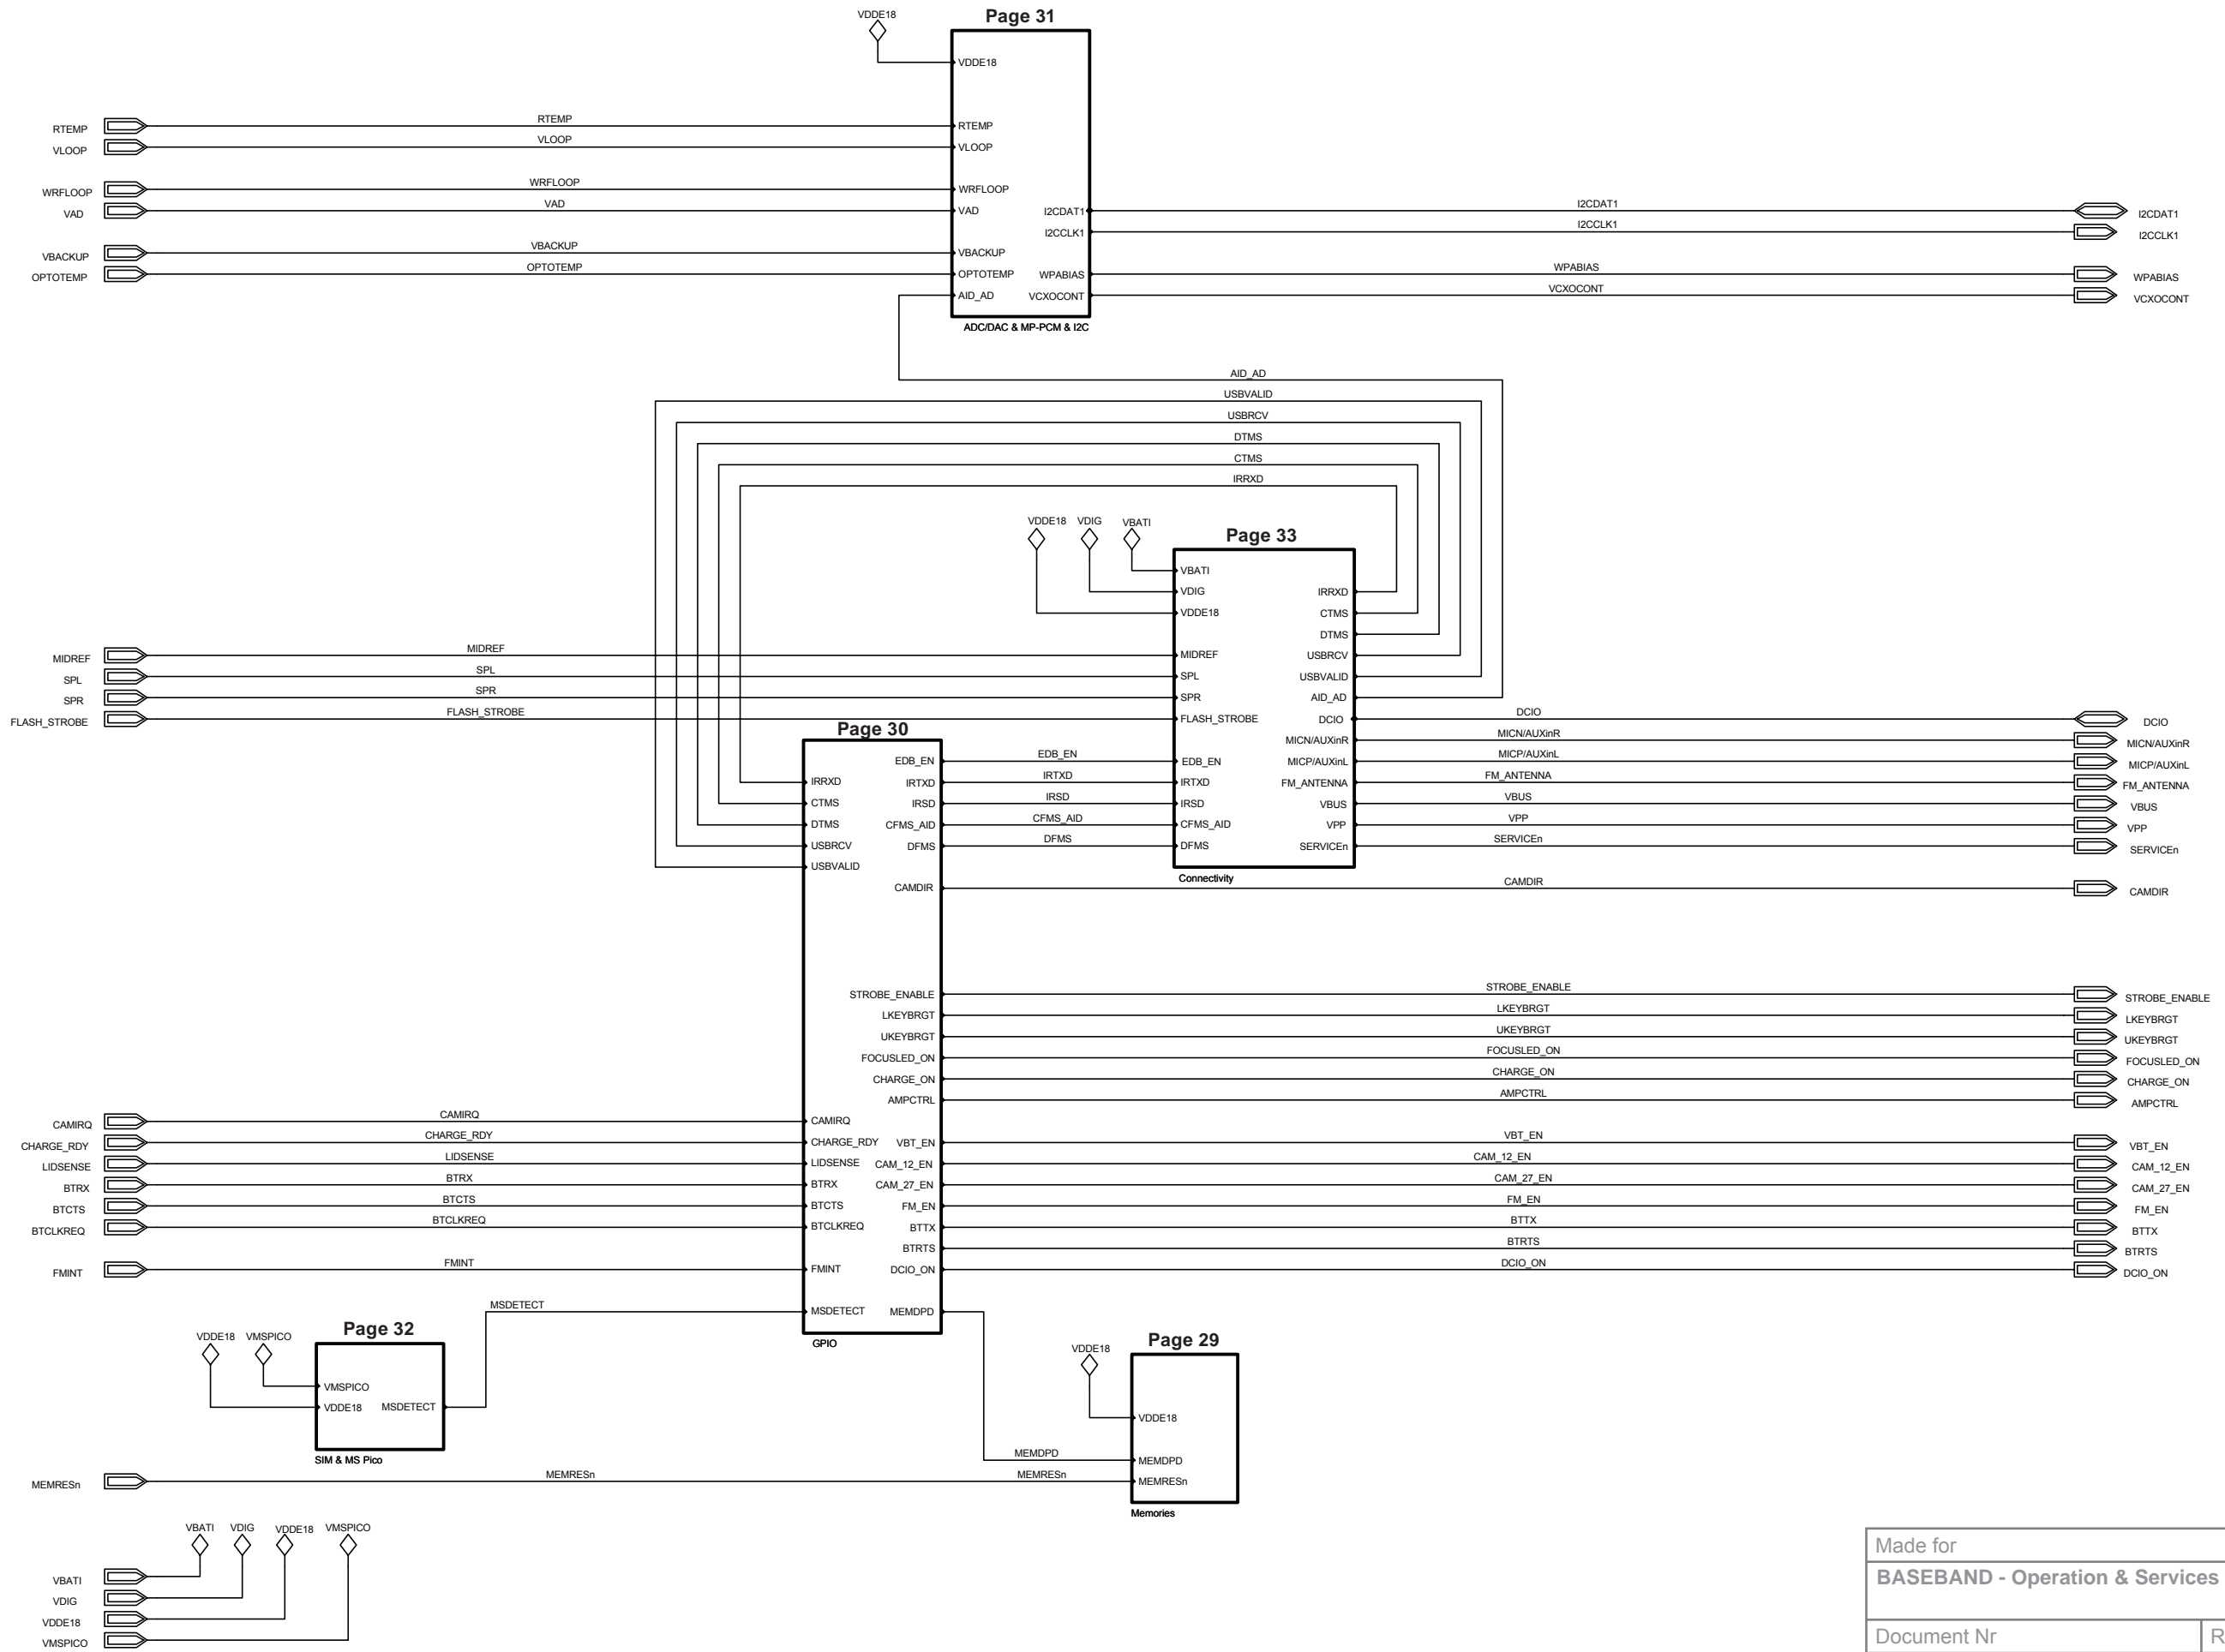 Page 31
VDDE18
VDDE18
RTEMP RTEMP RTEMP
VLOOP VLOOP VLOOP
WRFLOOP WRFLOOP WRFLOOP
VAD VAD VAD I2CDAT1 I2CDAT1 I2CDAT1
I2CCLK1 I2CCLK1 I2CCLK1
VBACKUP VBACKUP VBACKUP
OPTOTEMP OPTOTEMP OPTOTEMP WPABIAS WPABIAS WPABIAS
AID_AD VCXOCONT VCXOCONT VCXOCONT
ADC/DAC & MP-PCM & I2C
AID_AD
USBVALID
USBRCV
DTMS
CTMS
IRRXD
VDDE18 VDIG VBATI
Page 33
VBATI
VDIG IRRXD
VDDE18 CTMS
DTMS
MIDREF MIDREF MIDREF USBRCV
SPL SPL SPL USBVALID
SPR SPR SPR AID_AD
FLASH_STROBE FLASH_STROBE FLASH_STROBE DCIO DCIO DCIO
Page 30
MICN/AUXinR MICN/AUXinR MICN/AUXinR
EDB_EN EDB_EN EDB_EN MICP/AUXinL MICP/AUXinL MICP/AUXinL
IRRXD IRTXD IRTXD IRTXD FM_ANTENNA FM_ANTENNA FM_ANTENNA
CTMS IRSD IRSD IRSD VBUS VBUS VBUS
DTMS CFMS_AID CFMS_AID CFMS_AID VPP VPP VPP
USBRCV DFMS DFMS DFMS SERVICEn SERVICEn SERVICEn
USBVALID
Connectivity
CAMDIR CAMDIR CAMDIR
STROBE_ENABLE STROBE_ENABLE STROBE_ENABLE
LKEYBRGT LKEYBRGT LKEYBRGT
UKEYBRGT UKEYBRGT UKEYBRGT
FOCUSLED_ON FOCUSLED_ON FOCUSLED_ON
CHARGE_ON CHARGE_ON CHARGE_ON
AMPCTRL AMPCTRL AMPCTRL
CAMIRQ CAMIRQ CAMIRQ
CHARGE_RDY CHARGE_RDY CHARGE_RDY VBT_EN VBT_EN VBT_EN
LIDSENSE LIDSENSE LIDSENSE CAM_12_EN CAM_12_EN CAM_12_EN
BTRX BTRX BTRX CAM_27_EN CAM_27_EN CAM_27_EN
BTCTS BTCTS BTCTS FM_EN FM_EN FM_EN
BTCLKREQ BTCLKREQ BTCLKREQ BTTX BTTX BTTX
BTRTS BTRTS BTRTS
FMINT FMINT FMINT DCIO_ON DCIO_ON DCIO_ON
MSDETECT MSDETECT MEMDPD
GPIO
Page 32
VDDE18 VMSPICO
VMSPICO
VDDE18 MSDETECT
SIM & MS Pico
Page 29
VDDE18
VDDE18
MEMDPD MEMDPD
MEMRESn MEMRESn MEMRESn MEMRESn
Memories
VBATI VDIG VDDE18 VMSPICO
VBATI
VDIG
VDDE18
VMSPICO
Made for
BASEBAND - Operation & Services
Document Nr R